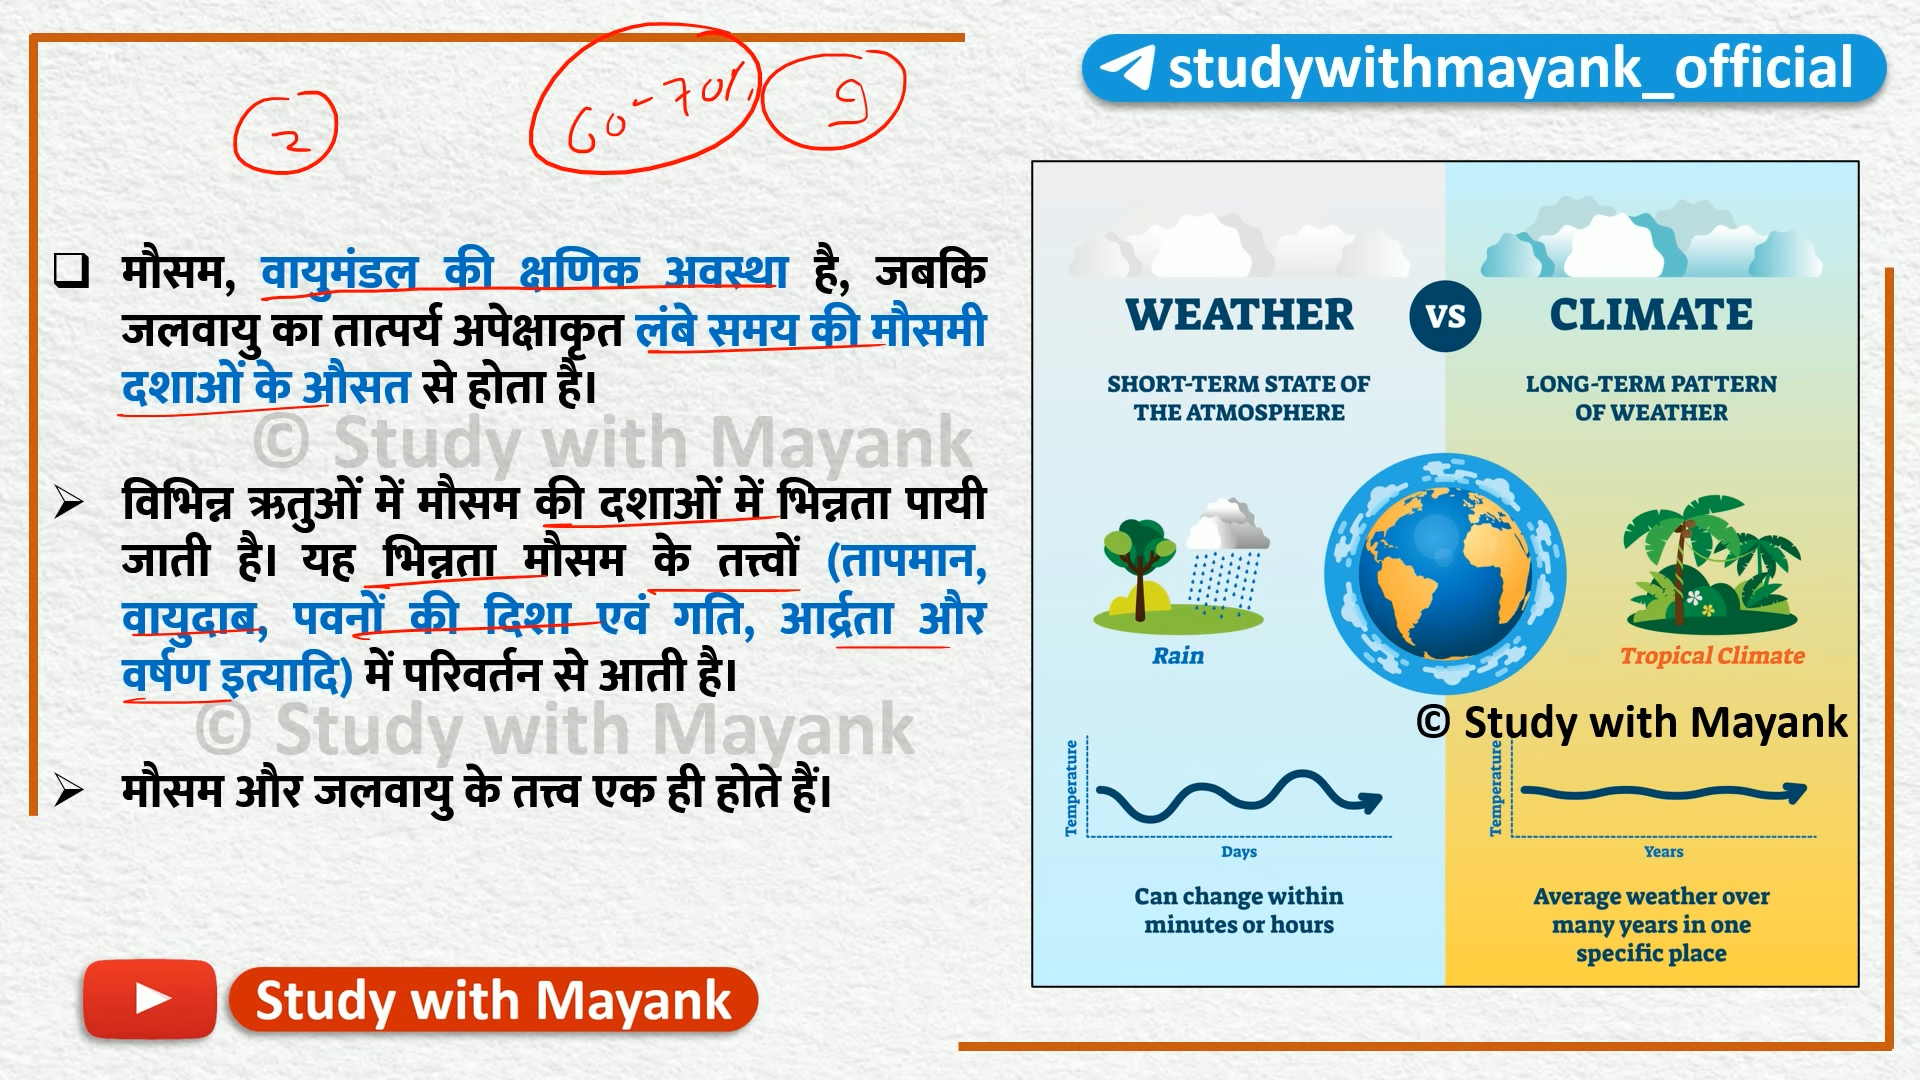 studywithmayank_official
2
60-70%
9
मौसम, वायुमंडल की क्षणिक अवस्था है, जबकि
जलवायु का तात्पर्य अपेक्षाकृत लंबे समय की मौसमी
दशाओं के औसत से होता है।
© Study with Mayank
विभिन्न ऋतुओं में मौसम की दशाओं में भिन्नता पायी
जाती है। यह भिन्नता मौसम के तत्त्वों (तापमान,
वायुदाब, पवनों की दिशा एवं गति, आर्द्रता और
वर्षण इत्यादि) में परिवर्तन से आती है।
© Study with Mayank
मौसम और जलवायु के तत्त्व एक ही होते हैं।
Study with Mayank
WEATHER VS CLIMATE
SHORT-TERM STATE OF
THE ATMOSPHERE
LONG-TERM PATTERN
OF WEATHER
Rain
Tropical Climate
© Study with Mayank
Temperature
Days
Temperature
Years
Can change within
minutes or hours
Average weather over
many years in one
specific place